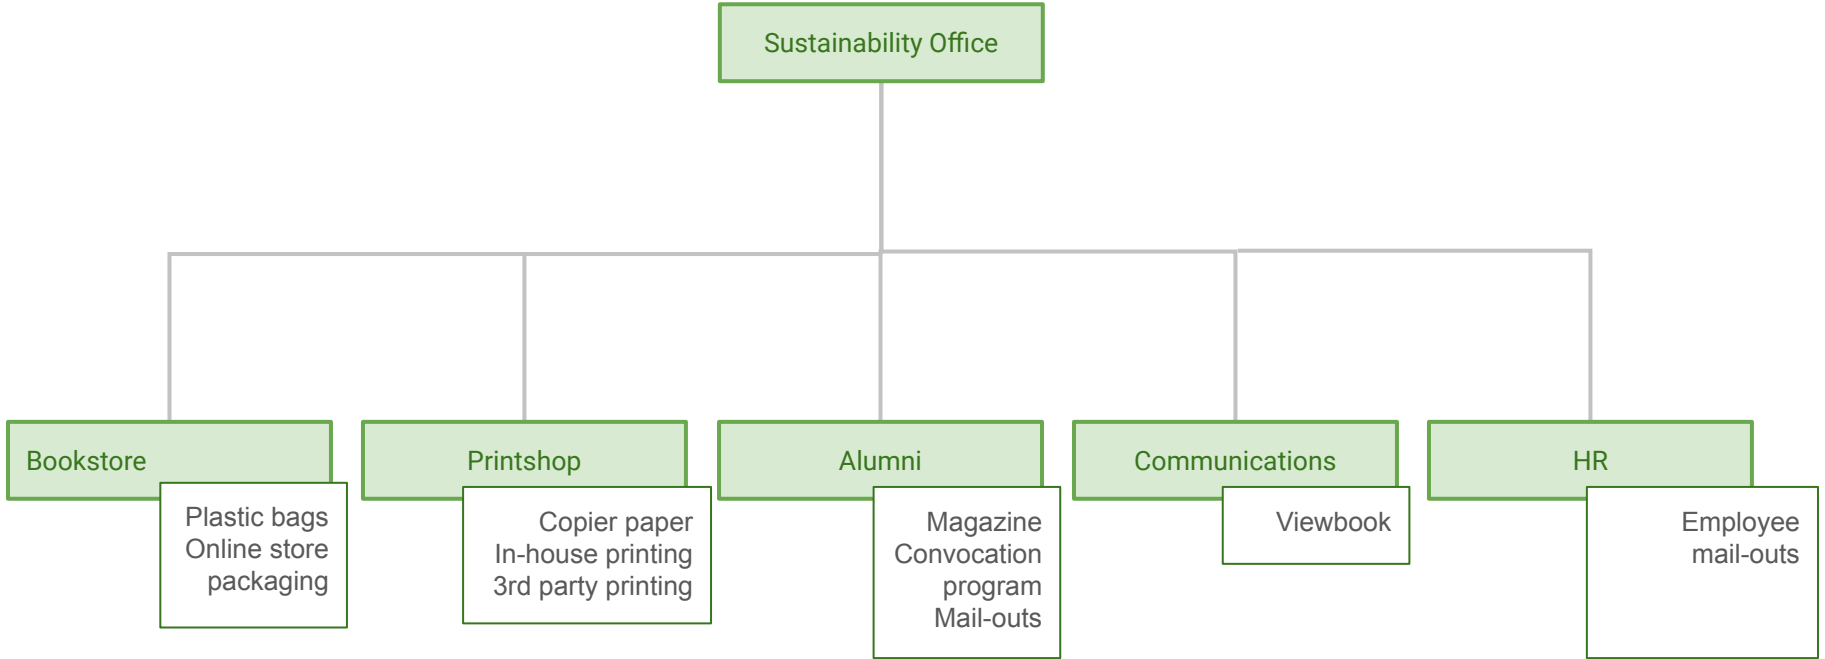 Sustainability Office
Bookstore
Plastic bags
Online store
packaging
Printshop
Copier paper
In-house printing
3rd party printing
Alumni
Magazine
Convocation
program
Mail-outs
Communications
Viewbook
HR
Employee
mail-outs